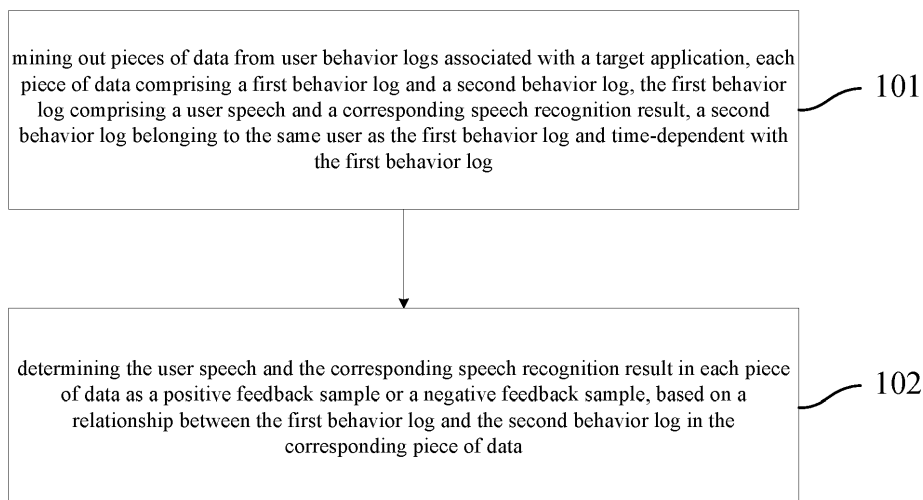 mining out pieces of data from user behavior logs associated with a target application, each
piece of data comprising a first behavior log and a second behavior log, the first behavior
log comprising a user speech and a corresponding speech recognition result, a second
behavior log belonging to the same user as the first behavior log and time-dependent with
the first behavior log
101
determining the user speech and the corresponding speech recognition result in each piece
of data as a positive feedback sample or a negative feedback sample, based on a
relationship between the first behavior log and the second behavior log in the
corresponding piece of data
102